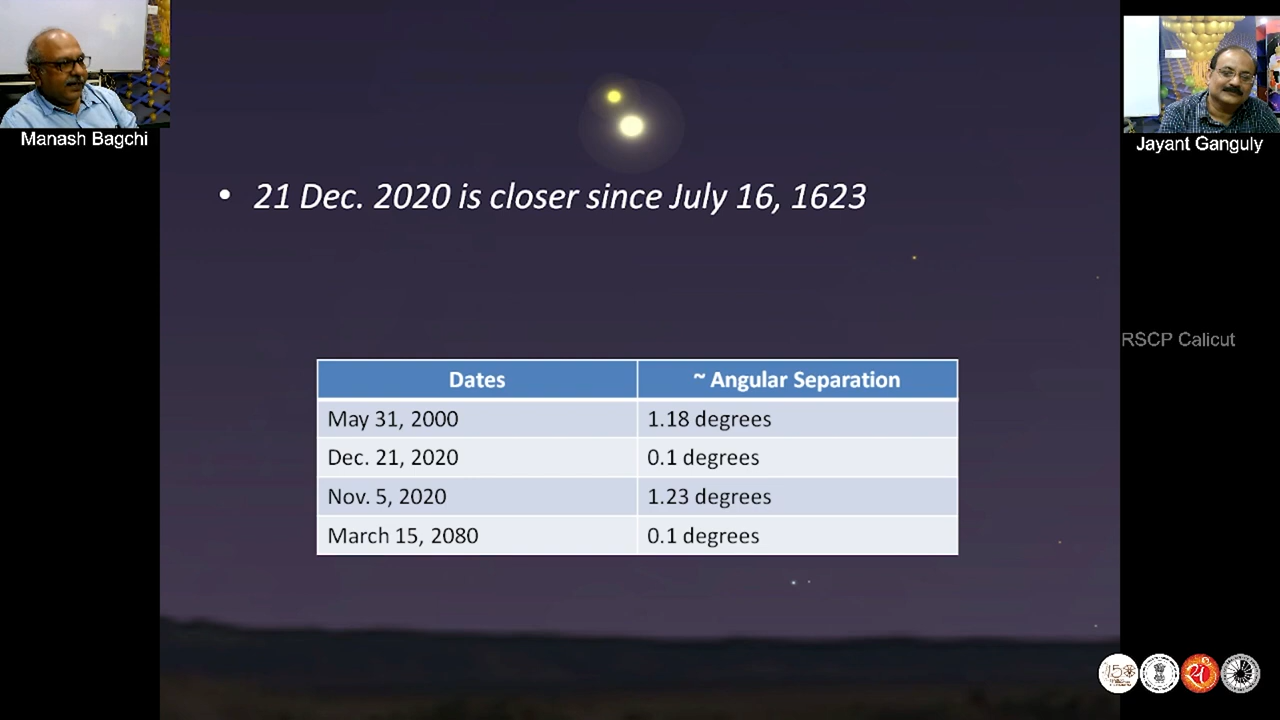 Manash Bagchi
Jayant Ganguly
• 21 Dec. 2020 is closer since July 16, 1623
RSCP Calicut
Dates ~ Angular Separation
May 31, 2000 1.18 degrees
Dec. 21, 2020 0.1 degrees
Nov. 5, 2020 1.23 degrees
March 15, 2080 0.1 degrees
150